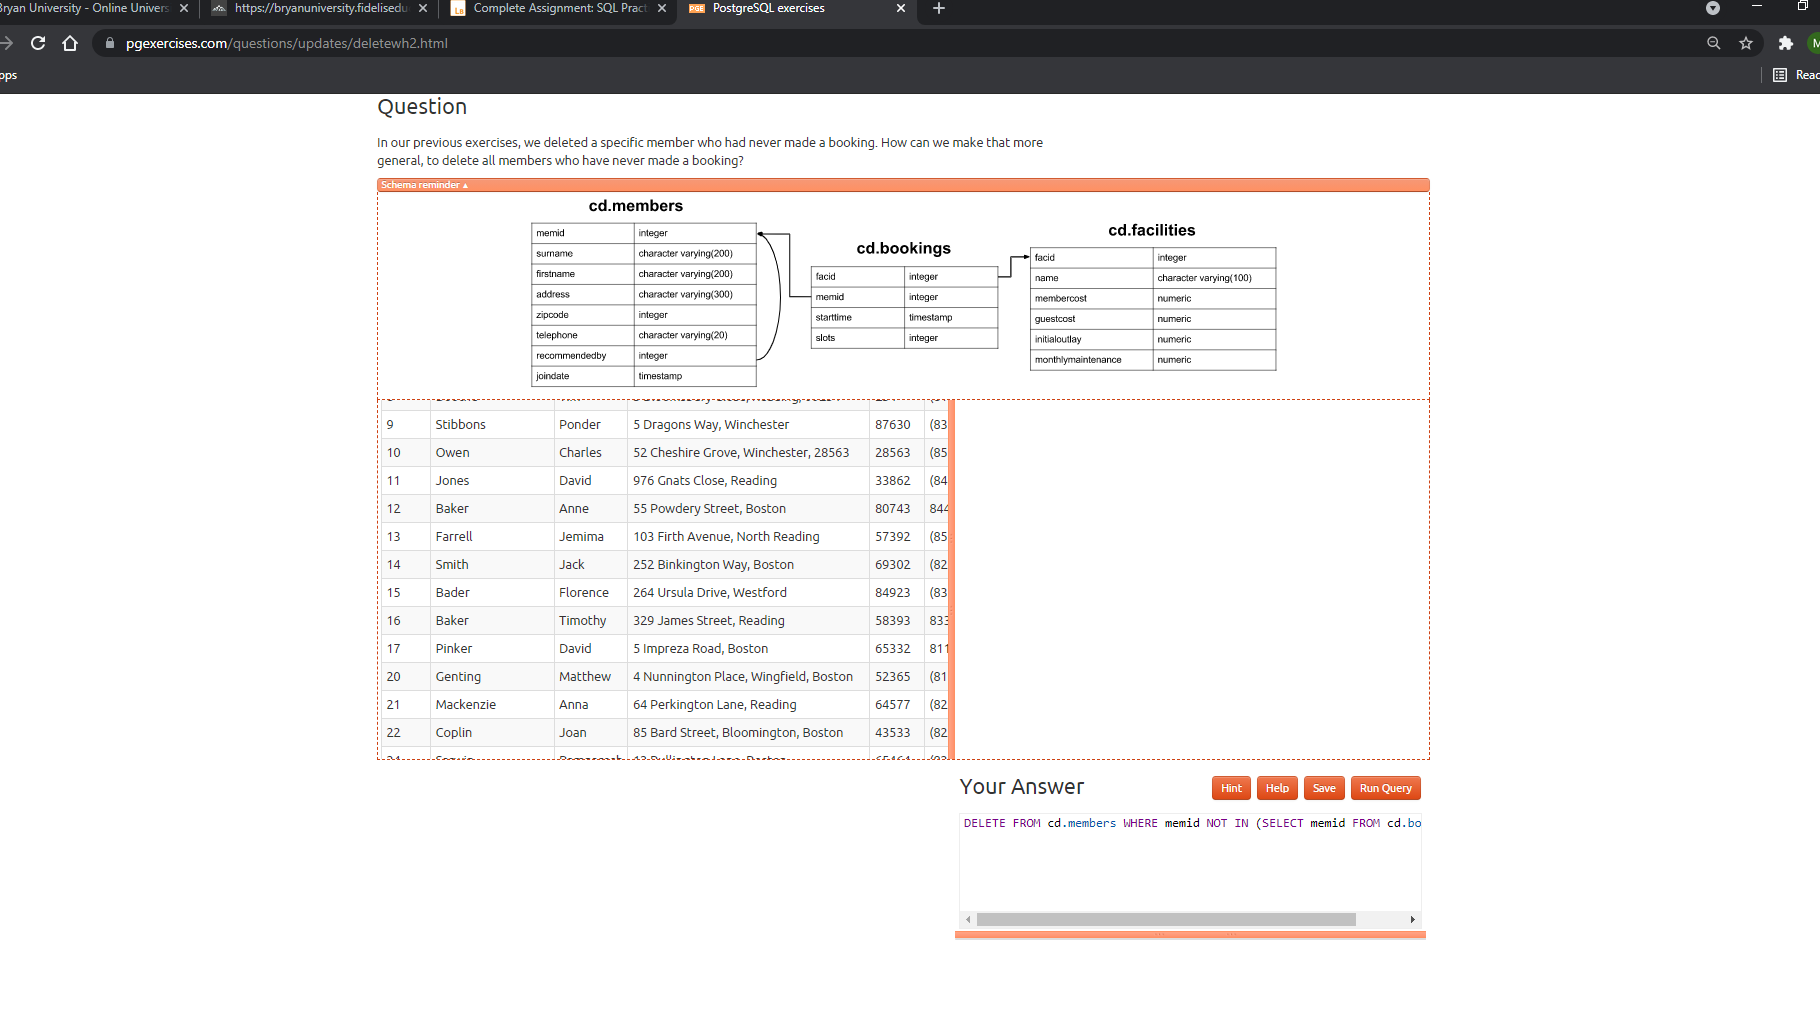 Bryan University - Online Univers
https://bryanuniversity.fidelisedu
Complete Assignment: SQL Pract
PGE PostgreSQL exercises
pgexercises.com/questions/updates/deletewh2.html
M
pps
Read
Question
In our previous exercises, we deleted a specific member who had never made a booking. How can we make that more
general, to delete all members who have never made a booking?
Schema reminder
cd.members
memid integer
surname character varying(200)
firstname character varying(200)
address character varying(300)
zipcode integer
telephone character varying(20)
recommendedby integer
joindate timestamp
cd.bookings
facid integer
memid integer
starttime timestamp
slots integer
cd.facilities
facid integer
name character varying(100)
membercost numeric
guestcost numeric
initialoutlay numeric
monthlymaintenance numeric
9 Stibbons Ponder 5 Dragons Way, Winchester 87630 (83
10 Owen Charles 52 Cheshire Grove, Winchester, 28563 28563 (85
11 Jones David 976 Gnats Close, Reading 33862 (84
12 Baker Anne 55 Powdery Street, Boston 80743 844
13 Farrell Jemima 103 Firth Avenue, North Reading 57392 (85
14 Smith Jack 252 Binkington Way, Boston 69302 (82
15 Bader Florence 264 Ursula Drive, Westford 84923 (83
16 Baker Timothy 329 James Street, Reading 58393 833
17 Pinker David 5 Impreza Road, Boston 65332 811
20 Genting Matthew 4 Nunnington Place, Wingfield, Boston 52365 (81
21 Mackenzie Anna 64 Perkington Lane, Reading 64577 (82
22 Coplin Joan 85 Bard Street, Bloomington, Boston 43533 (82
Your Answer
Hint Help Save Run Query
DELETE FROM cd.members WHERE memid NOT IN (SELECT memid FROM cd.bo